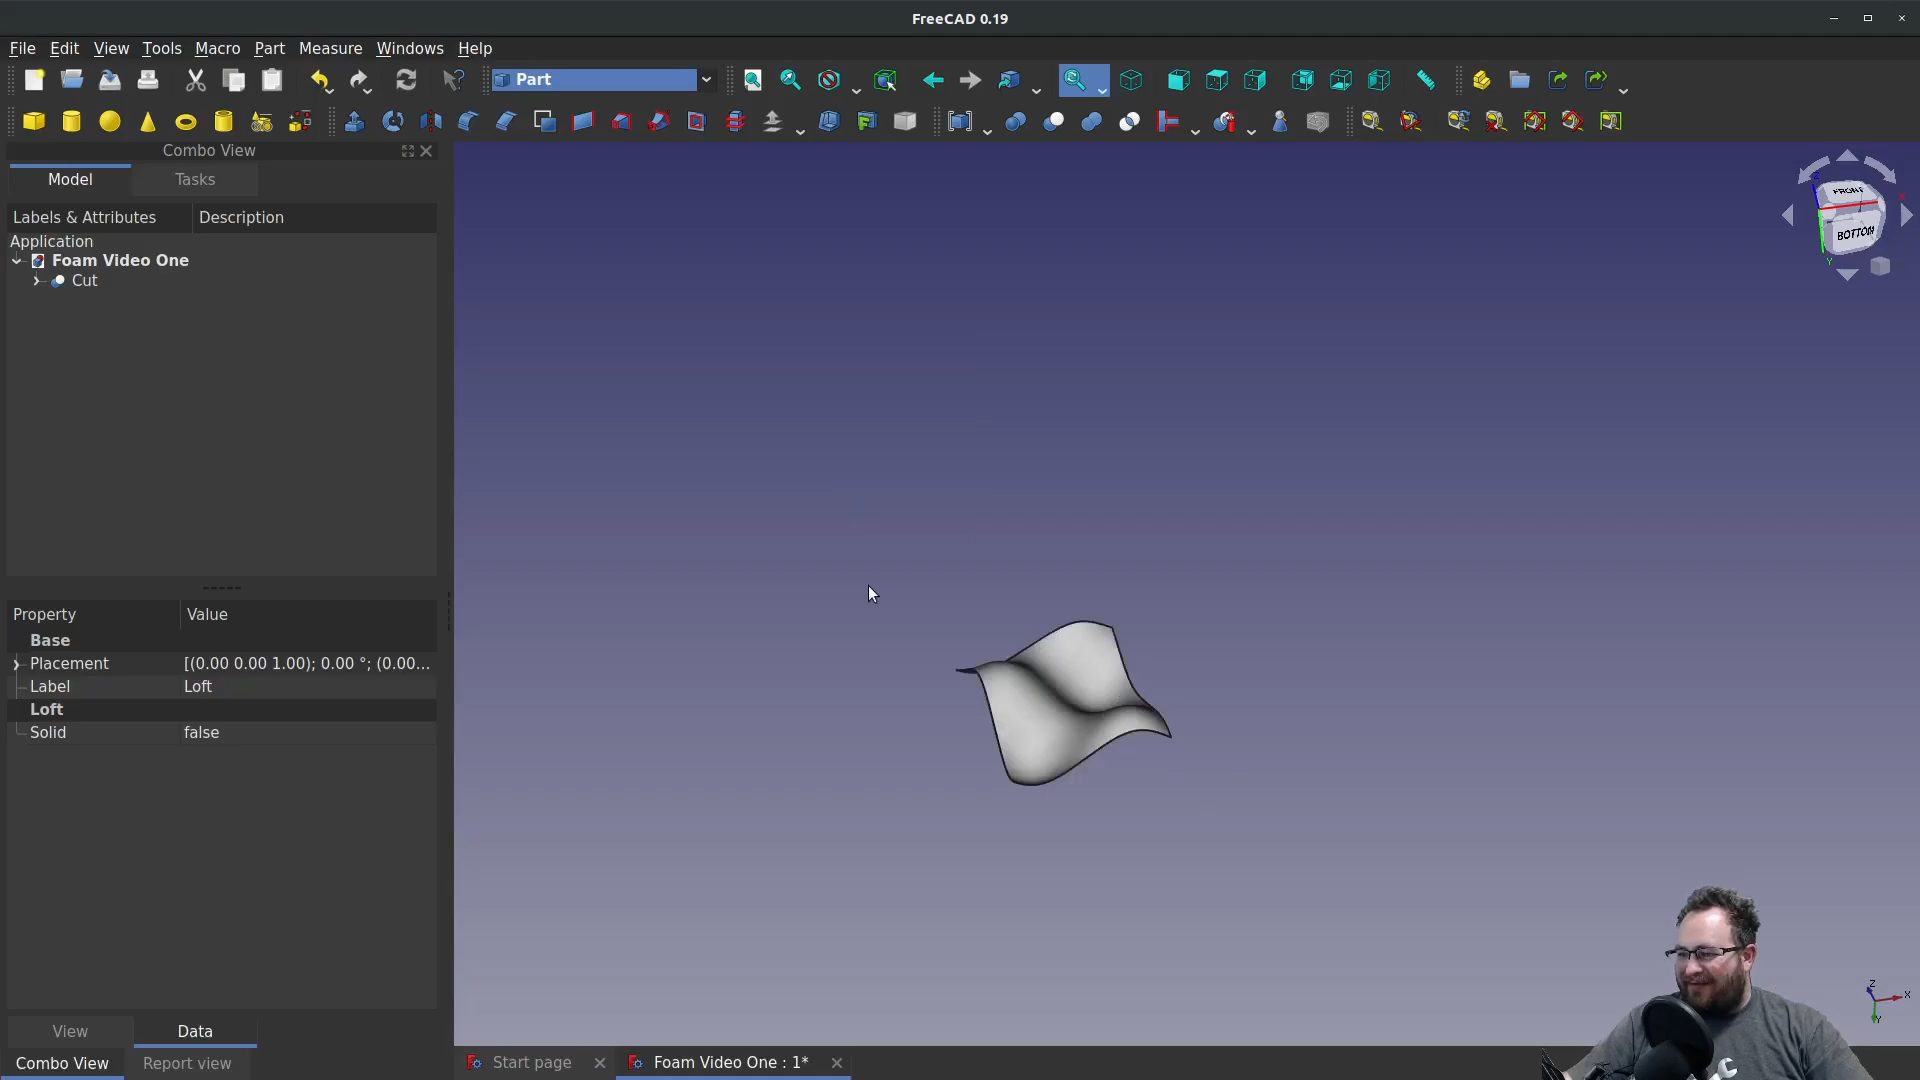 FreeCAD 0.19
File Edit View Tools Macro Part Measure Windows Help
Part
Combo View
Model Tasks
Labels & Attributes Description
Application
Foam Video One
Cut
Property Value
Base
Placement [(0.00 0.00 1.00); 0.00 °; (0.00...
Label Loft
Loft
Solid false
View Data
Combo View Report view
Start page Foam Video One : 1*
FRONT
BOTTOM
Z
X
Y
Z
X
Y